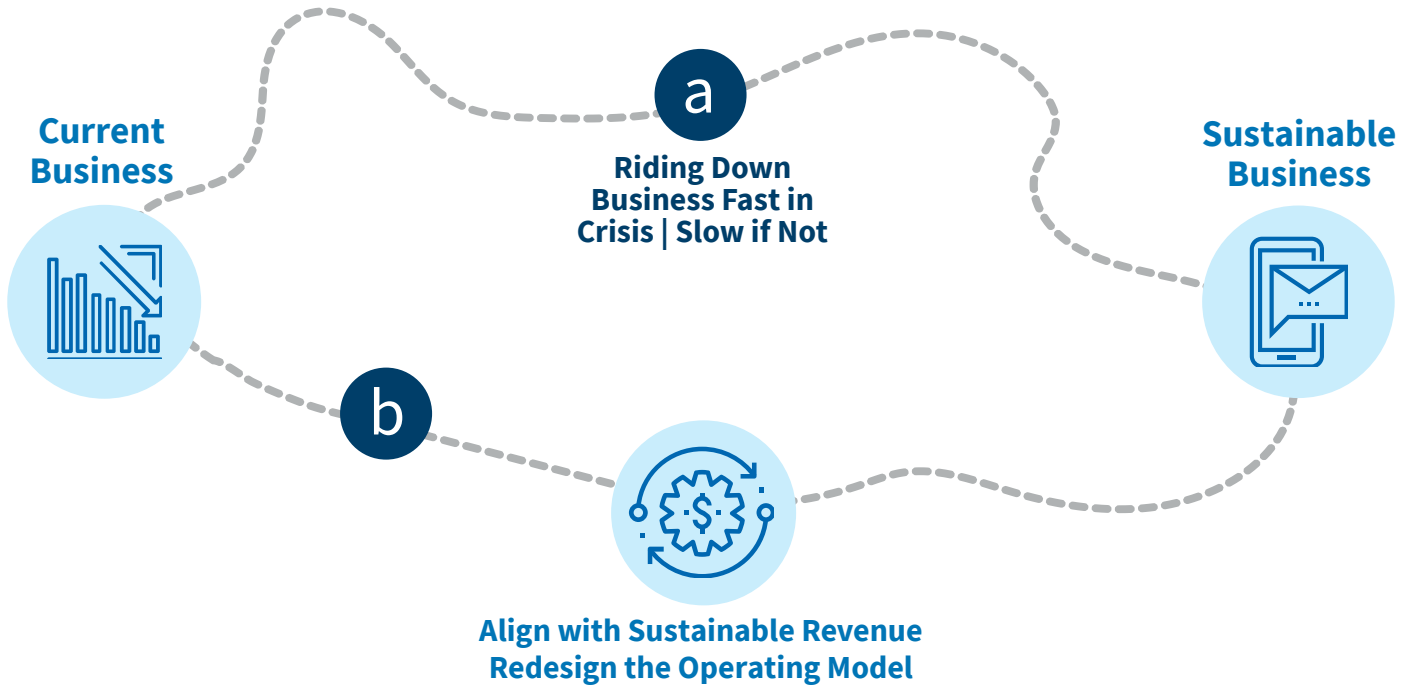 a
Current
Business
Riding Down
Business Fast in
Crisis | Slow if Not
Sustainable
Business
b
$
Align with Sustainable Revenue
Redesign the Operating Model